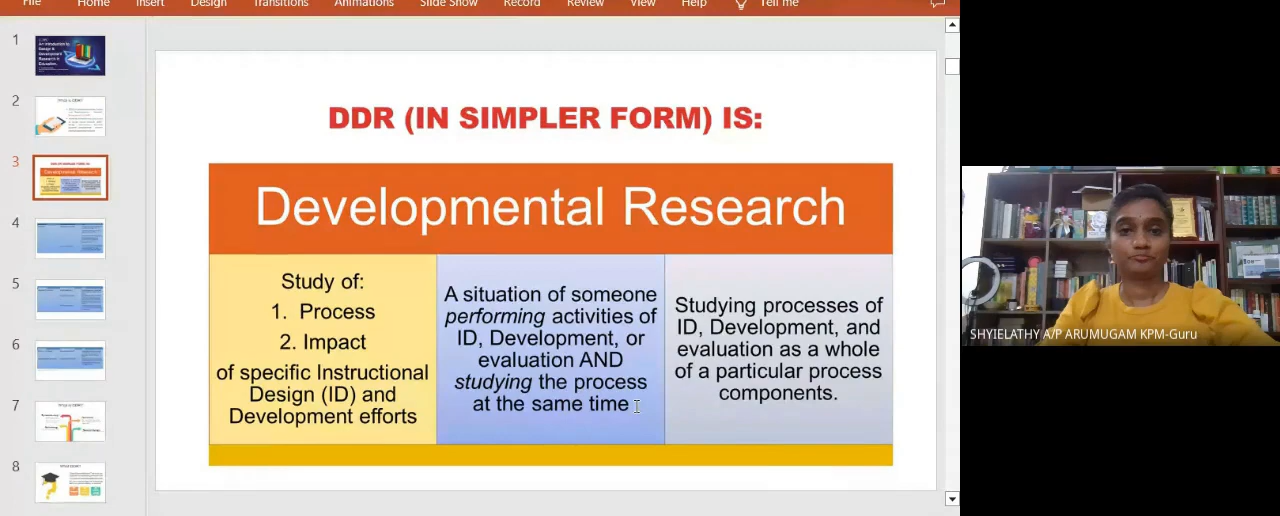 File Home Insert Design Transitions Animations Slide Show Record Review View Help Tell me
1
2
3
4
5
6
7
8
DDR (IN SIMPLER FORM) IS:
Developmental Research
Study of:
1. Process
2. Impact
of specific Instructional
Design (ID) and
Development efforts
A situation of someone
performing activities of
ID, Development, or
evaluation AND
studying the process
at the same time
Studying processes of
ID, Development, and
evaluation as a whole
of a particular process
components.
SHYIELATHY A/P ARUMUGAM KPM-Guru